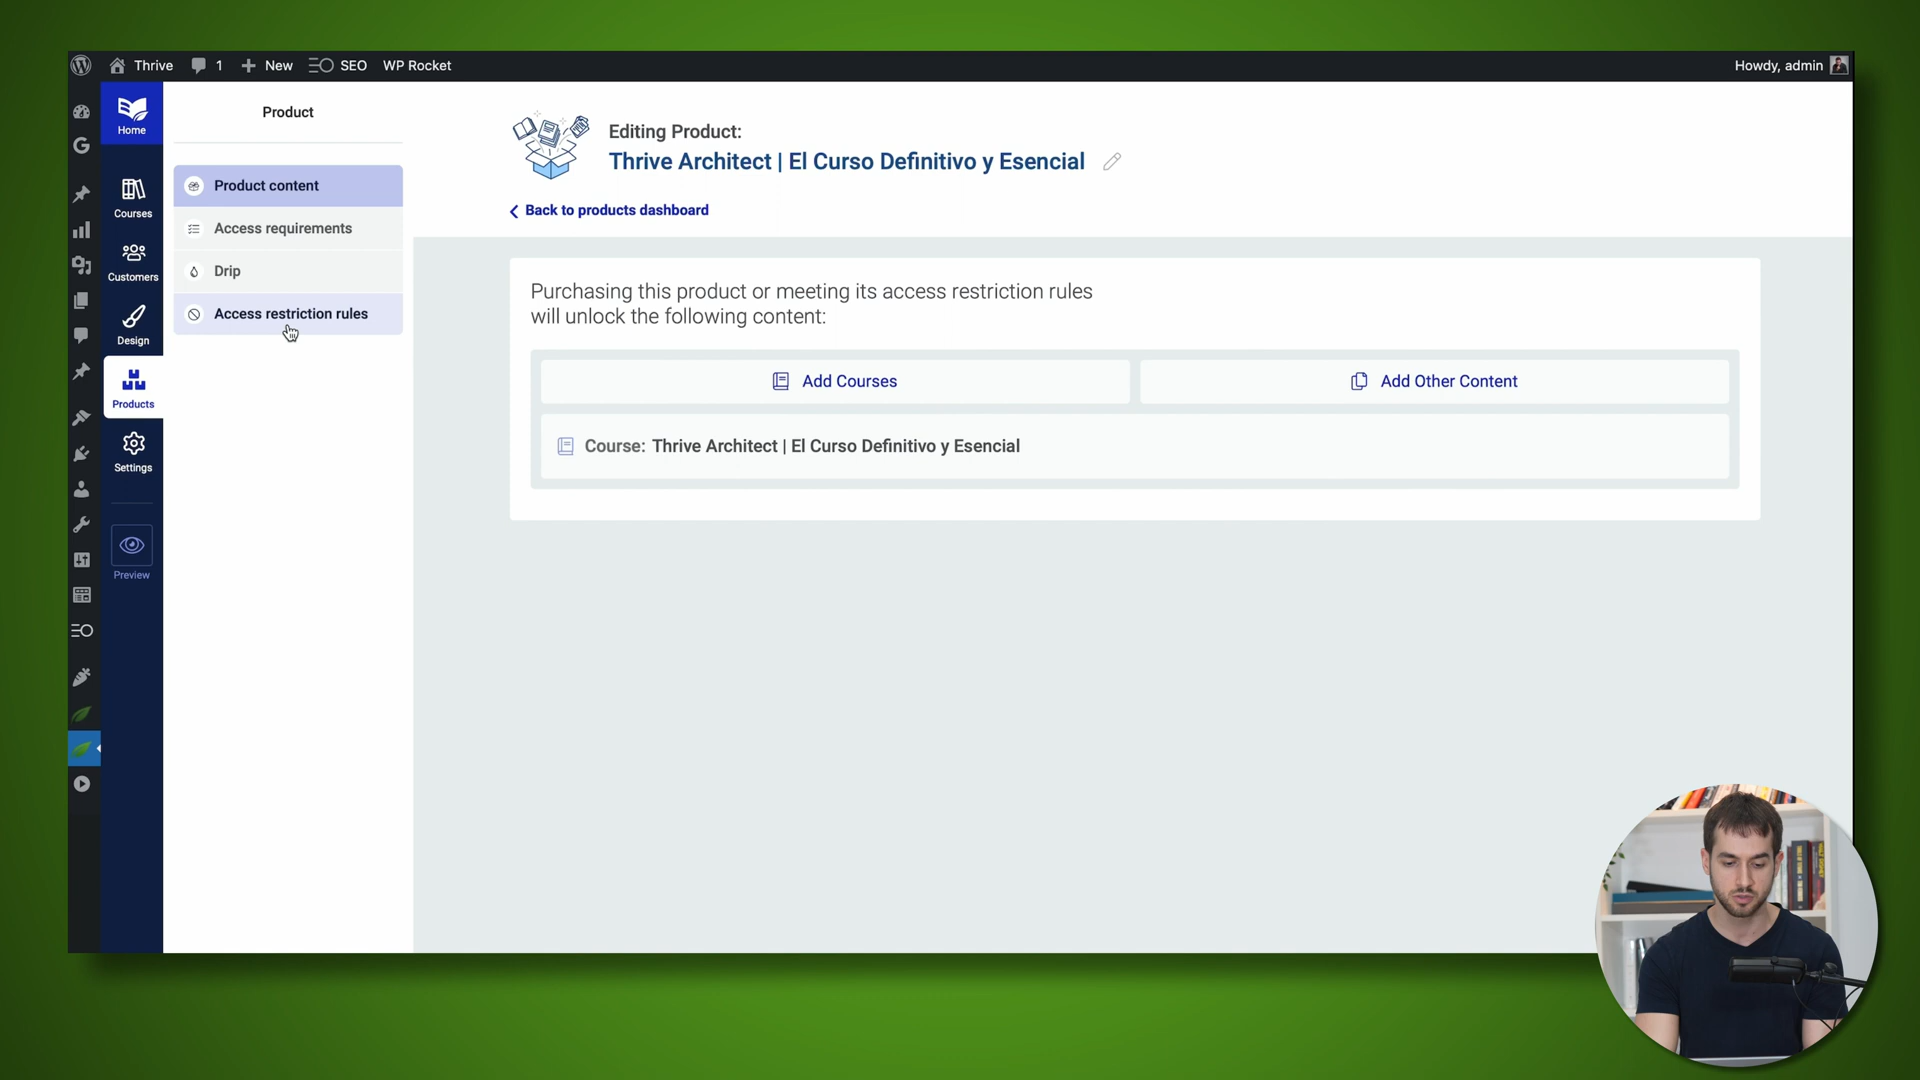 Thrive
1
New
SEO
WP Rocket
Howdy, admin
Home
Courses
Customers
Design
Products
Settings
Preview
Product
Product content
Access requirements
Drip
Access restriction rules
Editing Product:
Thrive Architect | El Curso Definitivo y Esencial
Back to products dashboard
Purchasing this product or meeting its access restriction rules
will unlock the following content:
Add Courses
Add Other Content
Course: Thrive Architect | El Curso Definitivo y Esencial